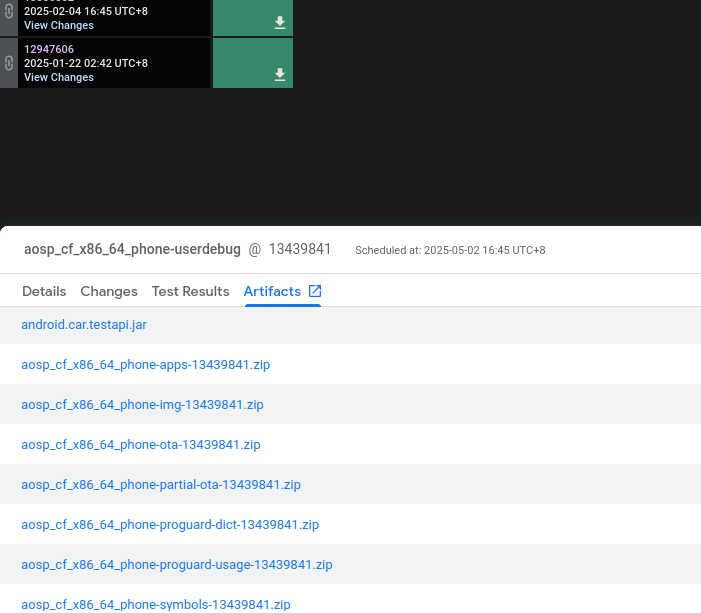 2025-02-04 16:45 UTC+8
View Changes
12947606
2025-01-22 02:42 UTC+8
View Changes
aosp_cf_x86_64_phone-userdebug @ 13439841 Scheduled at: 2025-05-02 16:45 UTC+8
Details Changes Test Results Artifacts
android.car.testapi.jar
aosp_cf_x86_64_phone-apps-13439841.zip
aosp_cf_x86_64_phone-img-13439841.zip
aosp_cf_x86_64_phone-ota-13439841.zip
aosp_cf_x86_64_phone-partial-ota-13439841.zip
aosp_cf_x86_64_phone-proguard-dict-13439841.zip
aosp_cf_x86_64_phone-proguard-usage-13439841.zip
aosp_cf_x86_64_phone-symbols-13439841.zip